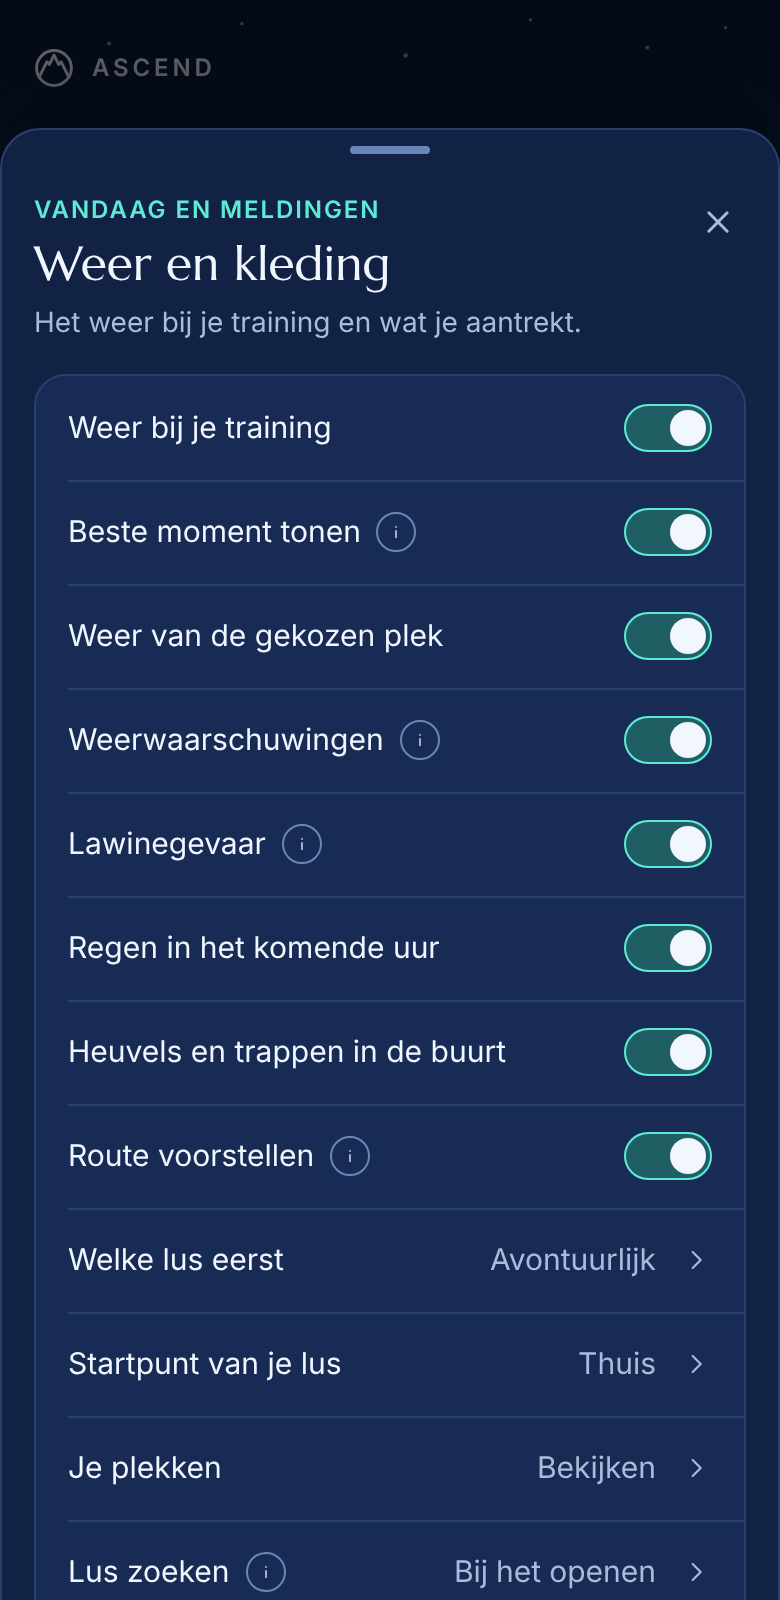 ASCEND
VANDAAG EN MELDINGEN
Weer en kleding
Het weer bij je training en wat je aantrekt.
Weer bij je training
Beste moment tonen i
Weer van de gekozen plek
Weerwaarschuwingen i
Lawinegevaar i
Regen in het komende uur
Heuvels en trappen in de buurt
Route voorstellen i
Welke lus eerst Avontuurlijk
Startpunt van je lus Thuis
Je plekken Bekijken
Lus zoeken i Bij het openen